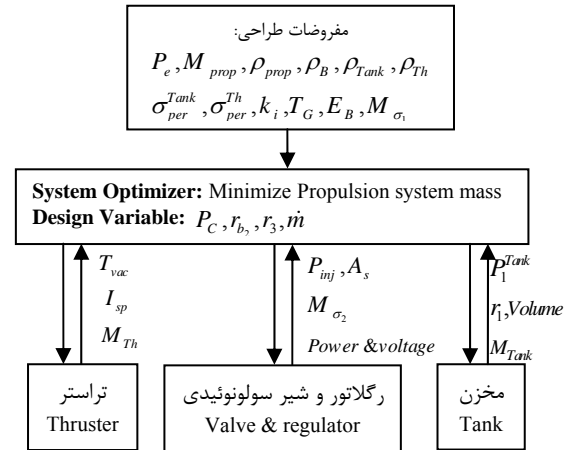 مفروضات طراحی:
P_e , M_prop , ρ_prop , ρ_B , ρ_Tank , ρ_Th
σ_per^Tank , σ_per^Th , k_i , T_G , E_B , M_σ₁
System Optimizer: Minimize Propulsion system mass
Design Variable: P_C , r_b₂ , r_3 , ṁ
T_vac
I_sp
M_Th
P_inj , A_s
M_σ₂
Power & voltage
P_1^Tank
r_1, Volume
M_Tank
تراستر
Thruster
رگلاتور و شیر سولونوئیدی
Valve & regulator
مخزن
Tank